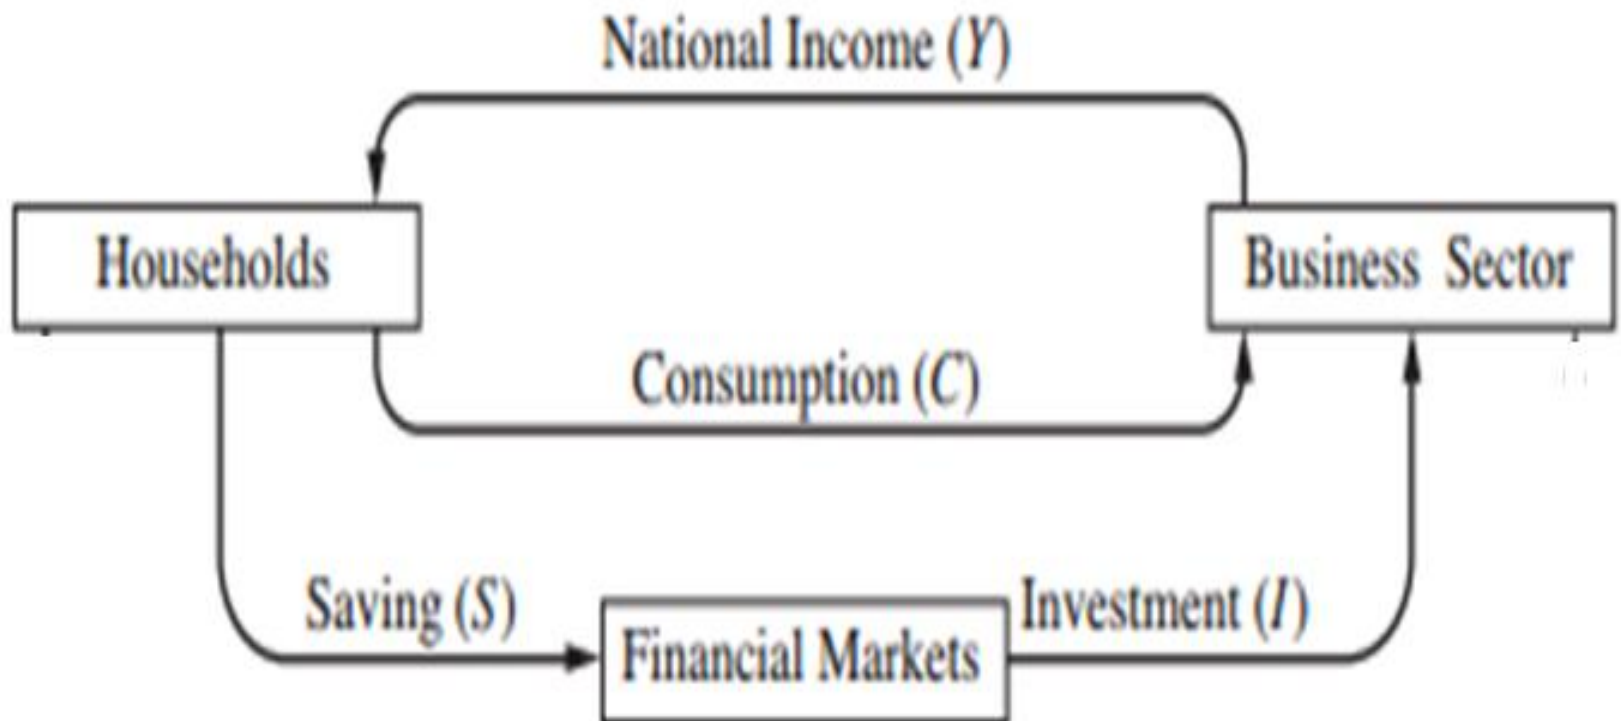 National Income (Y)
Households
Business Sector
Consumption (C)
Saving (S)
Financial Markets
Investment (I)